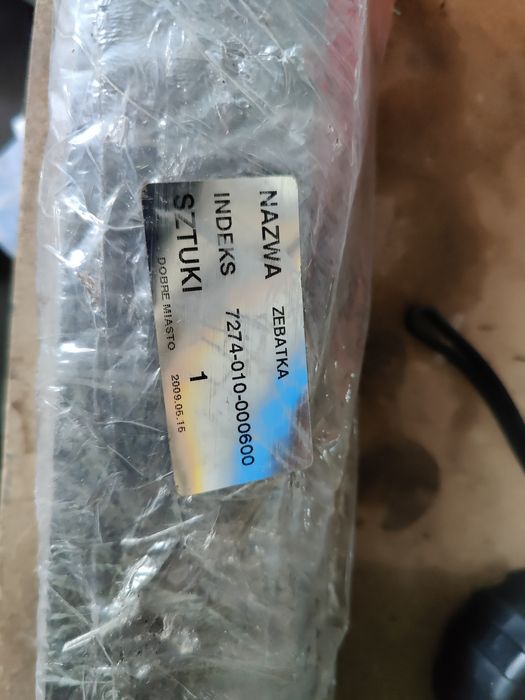 NAZWA ZEBATKA
INDEKS 7274-010-000600
SZTUKI 1
DOBRE MIASTO 2009.05.15